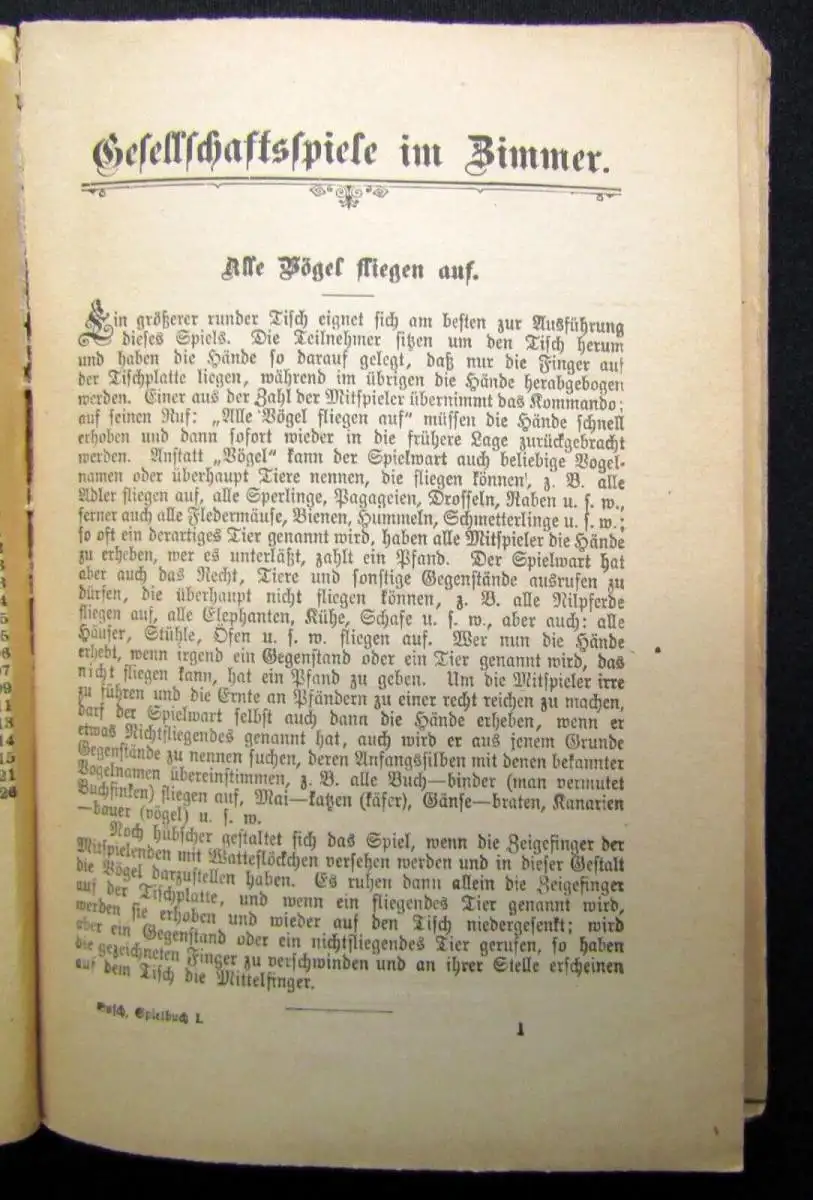 Gesellschaftsspiele im Zimmer.
Alle Vögel fliegen auf.
Ein größerer runder Tisch eignet sich am besten zur Ausführung
dieses Spiels. Die Teilnehmer sitzen um den Tisch herum
und haben die Hände so darauf gelegt, daß nur die Finger auf
der Tischplatte liegen, während im übrigen die Hände herabgebogen
werden. Einer aus der Zahl der Mitspieler übernimmt das Kommando;
auf seinen Ruf: „Alle Vögel fliegen auf“ müssen die Hände schnell
erhoben und dann sofort wieder in die frühere Lage zurückgebracht
werden. Anstatt „Vögel“ kann der Spielwart auch beliebige Vogel-
namen oder überhaupt Tiere nennen, die fliegen können, z. B. alle
Adler fliegen auf, alle Sperlinge, Pagageien, Drosseln, Raben u. s. w.,
ferner auch alle Fledermäuse, Bienen, Hummeln, Schmetterlinge u. s. w.;
so oft ein derartiges Tier genannt wird, haben alle Mitspieler die Hände
zu erheben, wer es unterläßt, zahlt ein Pfand. Der Spielwart hat
aber auch das Recht, Tiere und sonstige Gegenstände ausrufen zu
dürfen, die überhaupt nicht fliegen können, z. B. alle Nilpferde
fliegen auf, alle Elephanten, Kühe, Schafe u. s. w., aber auch: alle
Häuser, Stühle, Öfen u. s. w. fliegen auf. Wer nun die Hände
erhebt, wenn irgend ein Gegenstand oder ein Tier genannt wird, das
nicht fliegen kann, hat ein Pfand zu geben. Um die Mitspieler irre
zu führen und die Ernte an Pfändern zu einer recht reichen zu machen,
darf der Spielwart selbst auch dann die Hände erheben, wenn er
etwas Nichtfliegendes genannt hat, auch wird er aus jenem Grunde
Gegenstände zu nennen suchen, deren Anfangssilben mit denen bekannter
Vogelnamen übereinstimmen, z. B. alle Buch—binder (man vermutet
Buchfinken) fliegen auf, Mai—katzen (käfer), Gänse—braten, Kanarien
—bauer (vögel) u. s. w.
Noch hübscher gestaltet sich das Spiel, wenn die Zeigefinger der
Mitspielenden mit Watteflöckchen versehen werden und in dieser Gestalt
die Vögel darzustellen haben. Es ruhen dann allein die Zeigefinger
auf der Tischplatte, und wenn ein fliegendes Tier genannt wird,
werden sie erhoben und wieder auf den Tisch niedergesenkt; wird
aber ein Gegenstand oder ein nichtfliegendes Tier gerufen, so haben
die gezeichneten Finger zu verschwinden und an ihrer Stelle erscheinen
auf dem Tisch die Mittelfinger.
Spielbuch I.
1